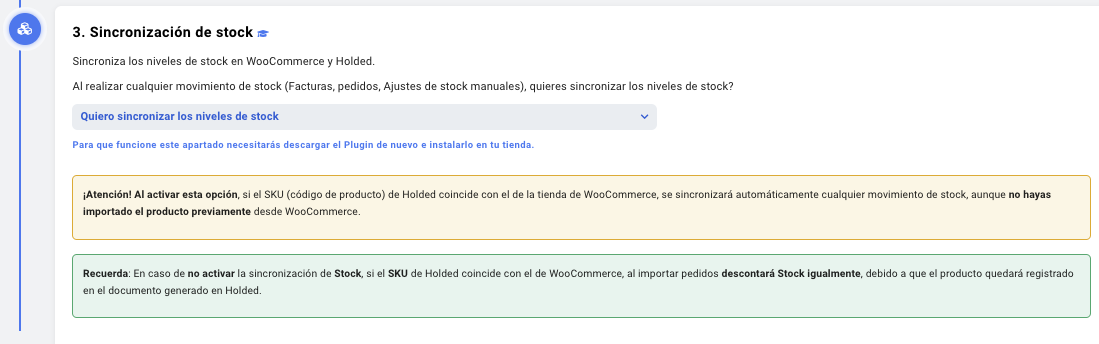 3. Sincronización de stock
Sincroniza los niveles de stock en WooCommerce y Holded.
Al realizar cualquier movimiento de stock (Facturas, pedidos, Ajustes de stock manuales), quieres sincronizar los niveles de stock?
Quiero sincronizar los niveles de stock
Para que funcione este apartado necesitarás descargar el Plugin de nuevo e instalarlo en tu tienda.
¡Atención! Al activar esta opción, si el SKU (código de producto) de Holded coincide con el de la tienda de WooCommerce, se sincronizará automáticamente cualquier movimiento de stock, aunque no hayas
importado el producto previamente desde WooCommerce.
Recuerda: En caso de no activar la sincronización de Stock, si el SKU de Holded coincide con el de WooCommerce, al importar pedidos descontará Stock igualmente, debido a que el producto quedará registrado
en el documento generado en Holded.